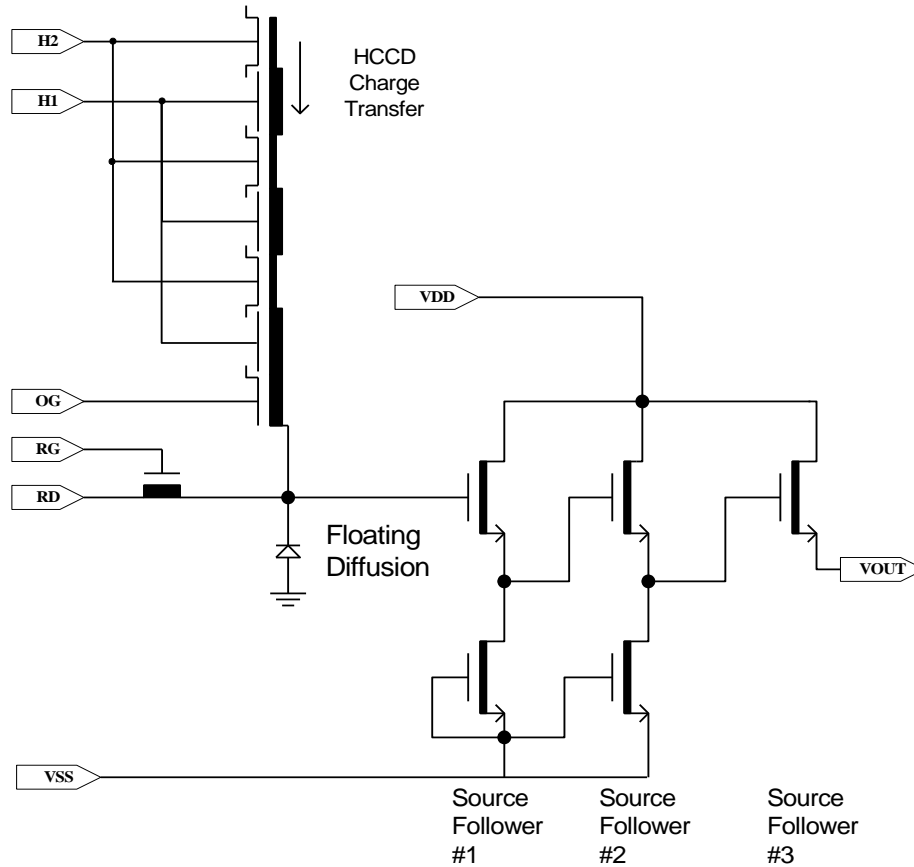 H2
HCCD
Charge
Transfer
H1
VDD
OG
RG
RD
Floating
Diffusion
VOUT
VSS
Source
Follower
#1
Source
Follower
#2
Source
Follower
#3